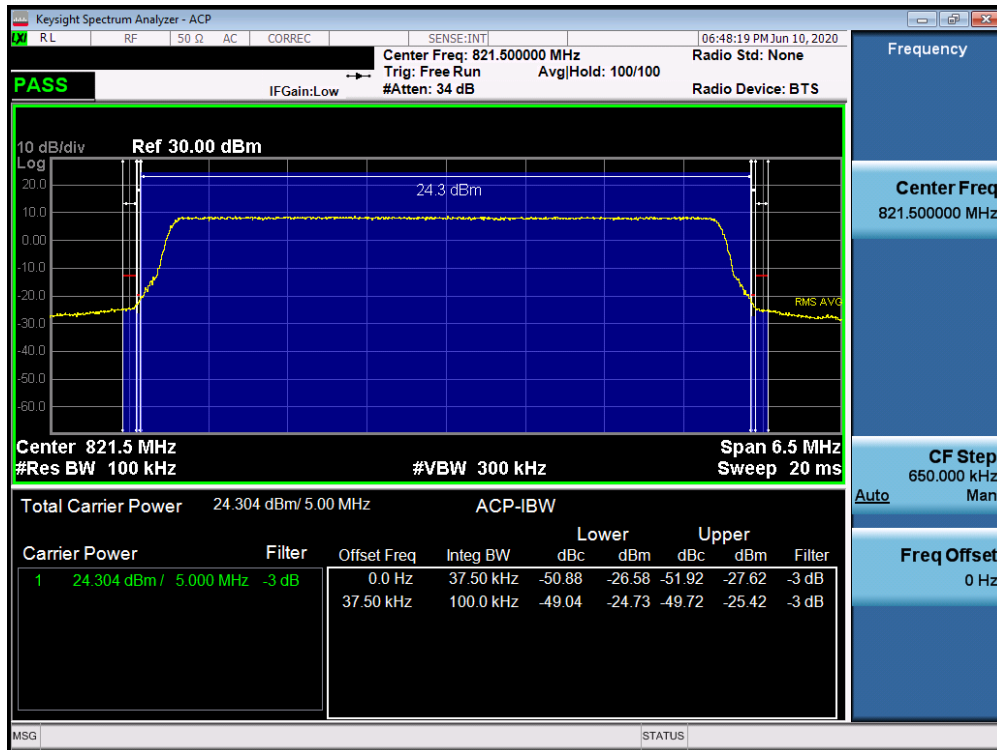 Keysight Spectrum Analyzer - ACP
LXI RL RF 50 Ω AC CORREC SENSE:INT 06:48:19 PM Jun 10, 2020
Center Freq: 821.500000 MHz Radio Std: None
Trig: Free Run Avg|Hold: 100/100
PASS IFGain:Low #Atten: 34 dB Radio Device: BTS
10 dB/div Ref 30.00 dBm
Log
20.0
24.3 dBm
10.0
0.00
-10.0
-20.0
RMS AVG
-30.0
-40.0
-50.0
-60.0
Center 821.5 MHz Span 6.5 MHz
#Res BW 100 kHz #VBW 300 kHz Sweep 20 ms
Total Carrier Power 24.304 dBm/ 5.00 MHz ACP-IBW
Lower Upper
Carrier Power Filter Offset Freq Integ BW dBc dBm dBc dBm Filter
1 24.304 dBm / 5.000 MHz -3 dB 0.0 Hz 37.50 kHz -50.88 -26.58 -51.92 -27.62 -3 dB
37.50 kHz 100.0 kHz -49.04 -24.73 -49.72 -25.42 -3 dB
MSG STATUS
Frequency
Center Freq
821.500000 MHz
CF Step
650.000 kHz
Auto Man
Freq Offset
0 Hz